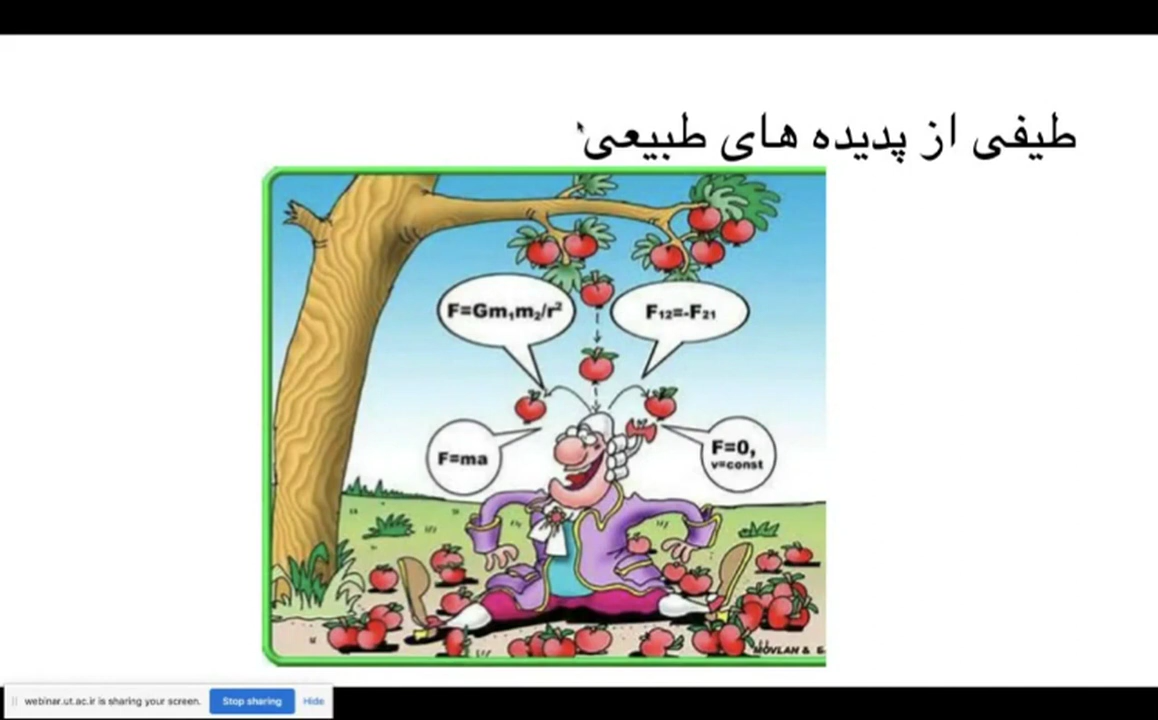 طیفی از پدیده های طبیعی
F=Gm₁m₂/r²
F₁₂=-F₂₁
F=ma
F=0,
v=const
MOVLAN & E
webinar.ut.ac.ir is sharing your screen.
Stop sharing
Hide